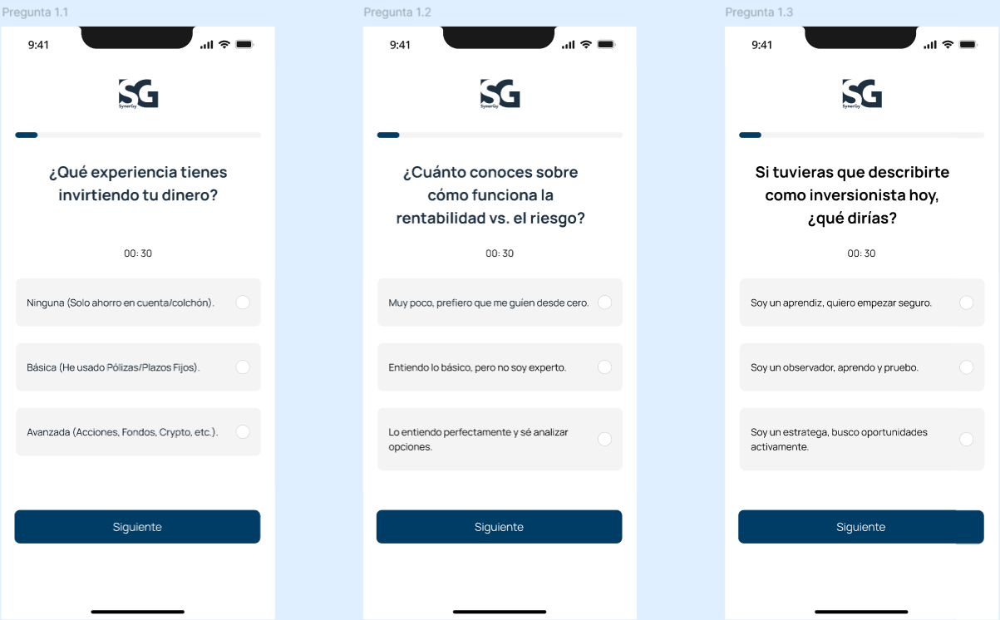 Pregunta 1.1
9:41
SG
SynerGy
¿Qué experiencia tienes
invirtiendo tu dinero?
00: 30
Ninguna (Solo ahorro en cuenta/colchón).
Básica (He usado Pólizas/Plazos Fijos).
Avanzada (Acciones, Fondos, Crypto, etc.).
Siguiente
Pregunta 1.2
9:41
SG
SynerGy
¿Cuánto conoces sobre
cómo funciona la
rentabilidad vs. el riesgo?
00: 30
Muy poco, prefiero que me guíen desde cero.
Entiendo lo básico, pero no soy experto.
Lo entiendo perfectamente y sé analizar
opciones.
Siguiente
Pregunta 1.3
9:41
SG
SynerGy
Si tuvieras que describirte
como inversionista hoy,
¿qué dirías?
00: 30
Soy un aprendiz, quiero empezar seguro.
Soy un observador, aprendo y pruebo.
Soy un estratega, busco oportunidades
activamente.
Siguiente